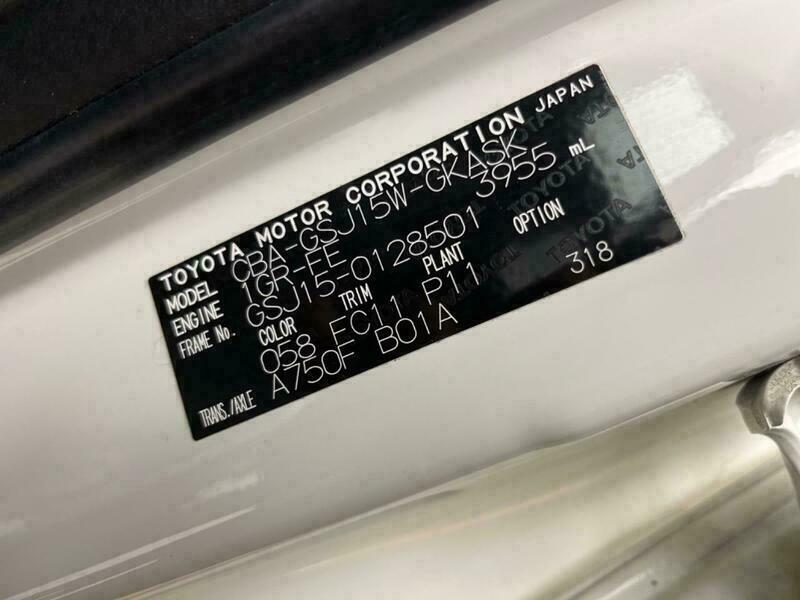 TOYOTA MOTOR CORPORATION JAPAN
MODEL CBA-GSJ15W-GKASK
ENGINE 1GR-FE 3955 mL
FRAME No. GSJ15-0128501
COLOR TRIM PLANT OPTION
058 FC11 P11 318
TRANS./AXLE A750F B01A